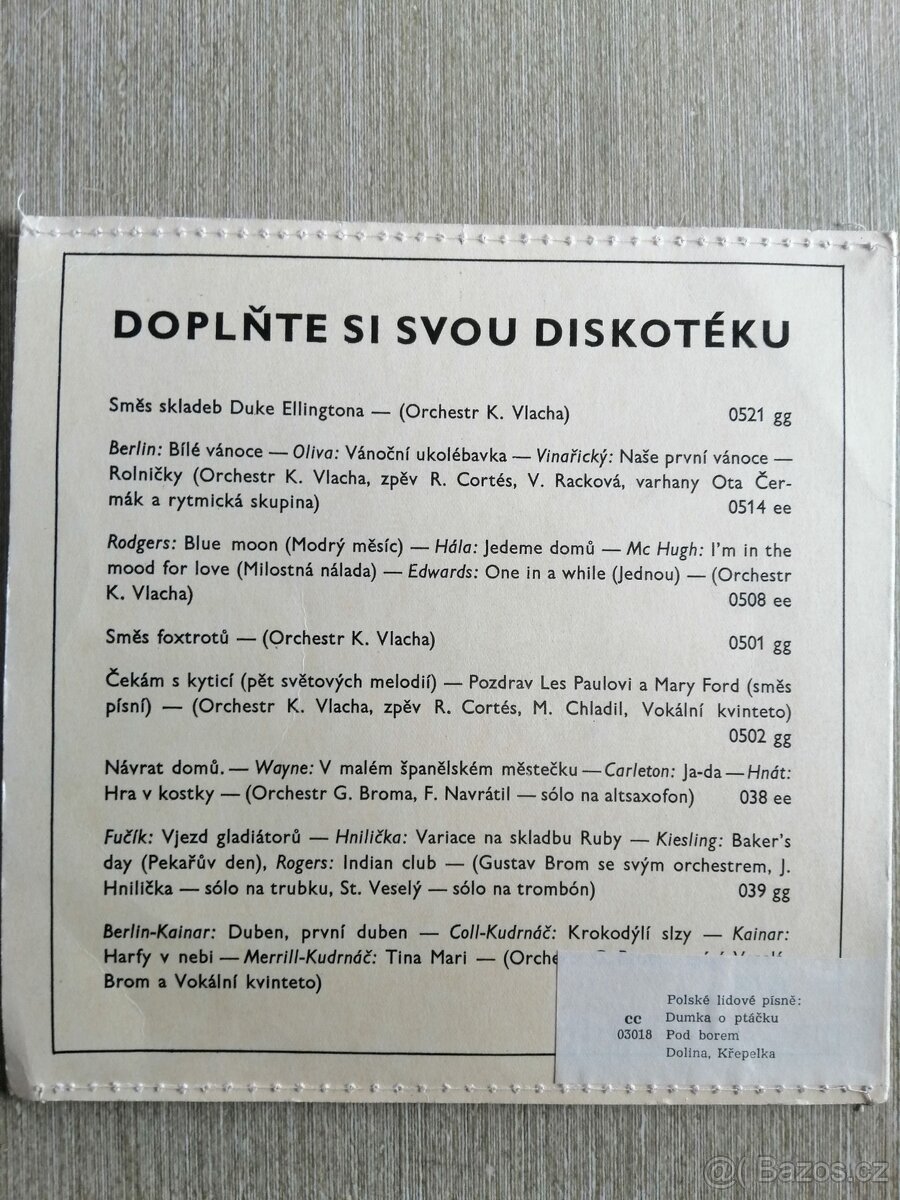 DOPLŇTE SI SVOU DISKOTÉKU
Směs skladeb Duke Ellingtona — (Orchestr K. Vlacha) 0521 gg
Berlin: Bílé vánoce — Oliva: Vánoční ukolébavka — Vinařický: Naše první vánoce —
Rolničky (Orchestr K. Vlacha, zpěv R. Cortés, V. Racková, varhany Ota Čer-
mák a rytmická skupina) 0514 ee
Rodgers: Blue moon (Modrý měsíc) — Hála: Jedeme domů — Mc Hugh: I'm in the
mood for love (Milostná nálada) — Edwards: One in a while (Jednou) — (Orchestr
K. Vlacha) 0508 ee
Směs foxtrotů — (Orchestr K. Vlacha) 0501 gg
Čekám s kyticí (pět světových melodií) — Pozdrav Les Paulovi a Mary Ford (směs
písní) — (Orchestr K. Vlacha, zpěv R. Cortés, M. Chladil, Vokální kvinteto)
0502 gg
Návrat domů. — Wayne: V malém španělském městečku — Carleton: Ja-da — Hnát:
Hra v kostky — (Orchestr G. Broma, F. Navrátil — sólo na altsaxofon) 038 ee
Fučík: Vjezd gladiátorů — Hnilička: Variace na skladbu Ruby — Kiesling: Baker's
day (Pekařův den), Rogers: Indian club — (Gustav Brom se svým orchestrem, J.
Hnilička — sólo na trubku, St. Veselý — sólo na trombón) 039 gg
Berlin-Kainar: Duben, první duben — Coll-Kudrnáč: Krokodýlí slzy — Kainar:
Harfy v nebi — Merrill-Kudrnáč: Tina Mari —
Brom a Vokální kvinteto)
Polské lidové písně:
cc Dumka o ptáčku
03018 Pod borem
Dolina, Křepelka
@( Bazos.cz